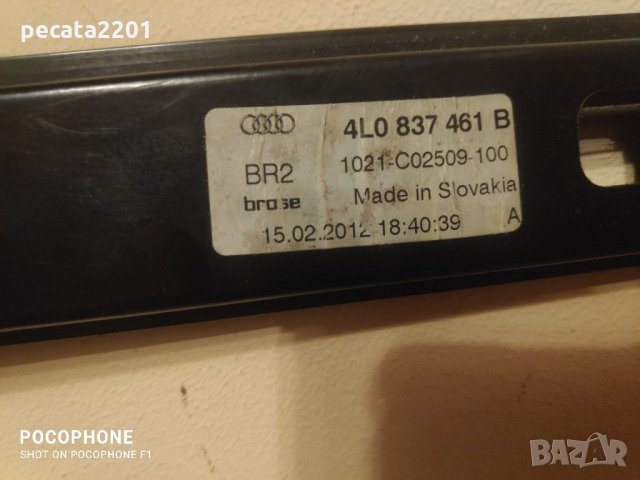 pecata2201
4L0 837 461 B
BR2
1021-C02509-100
brose
Made in Slovakia
15.02.2012 18:40:39 A
POCOPHONE
SHOT ON POCOPHONE F1
BAZAR